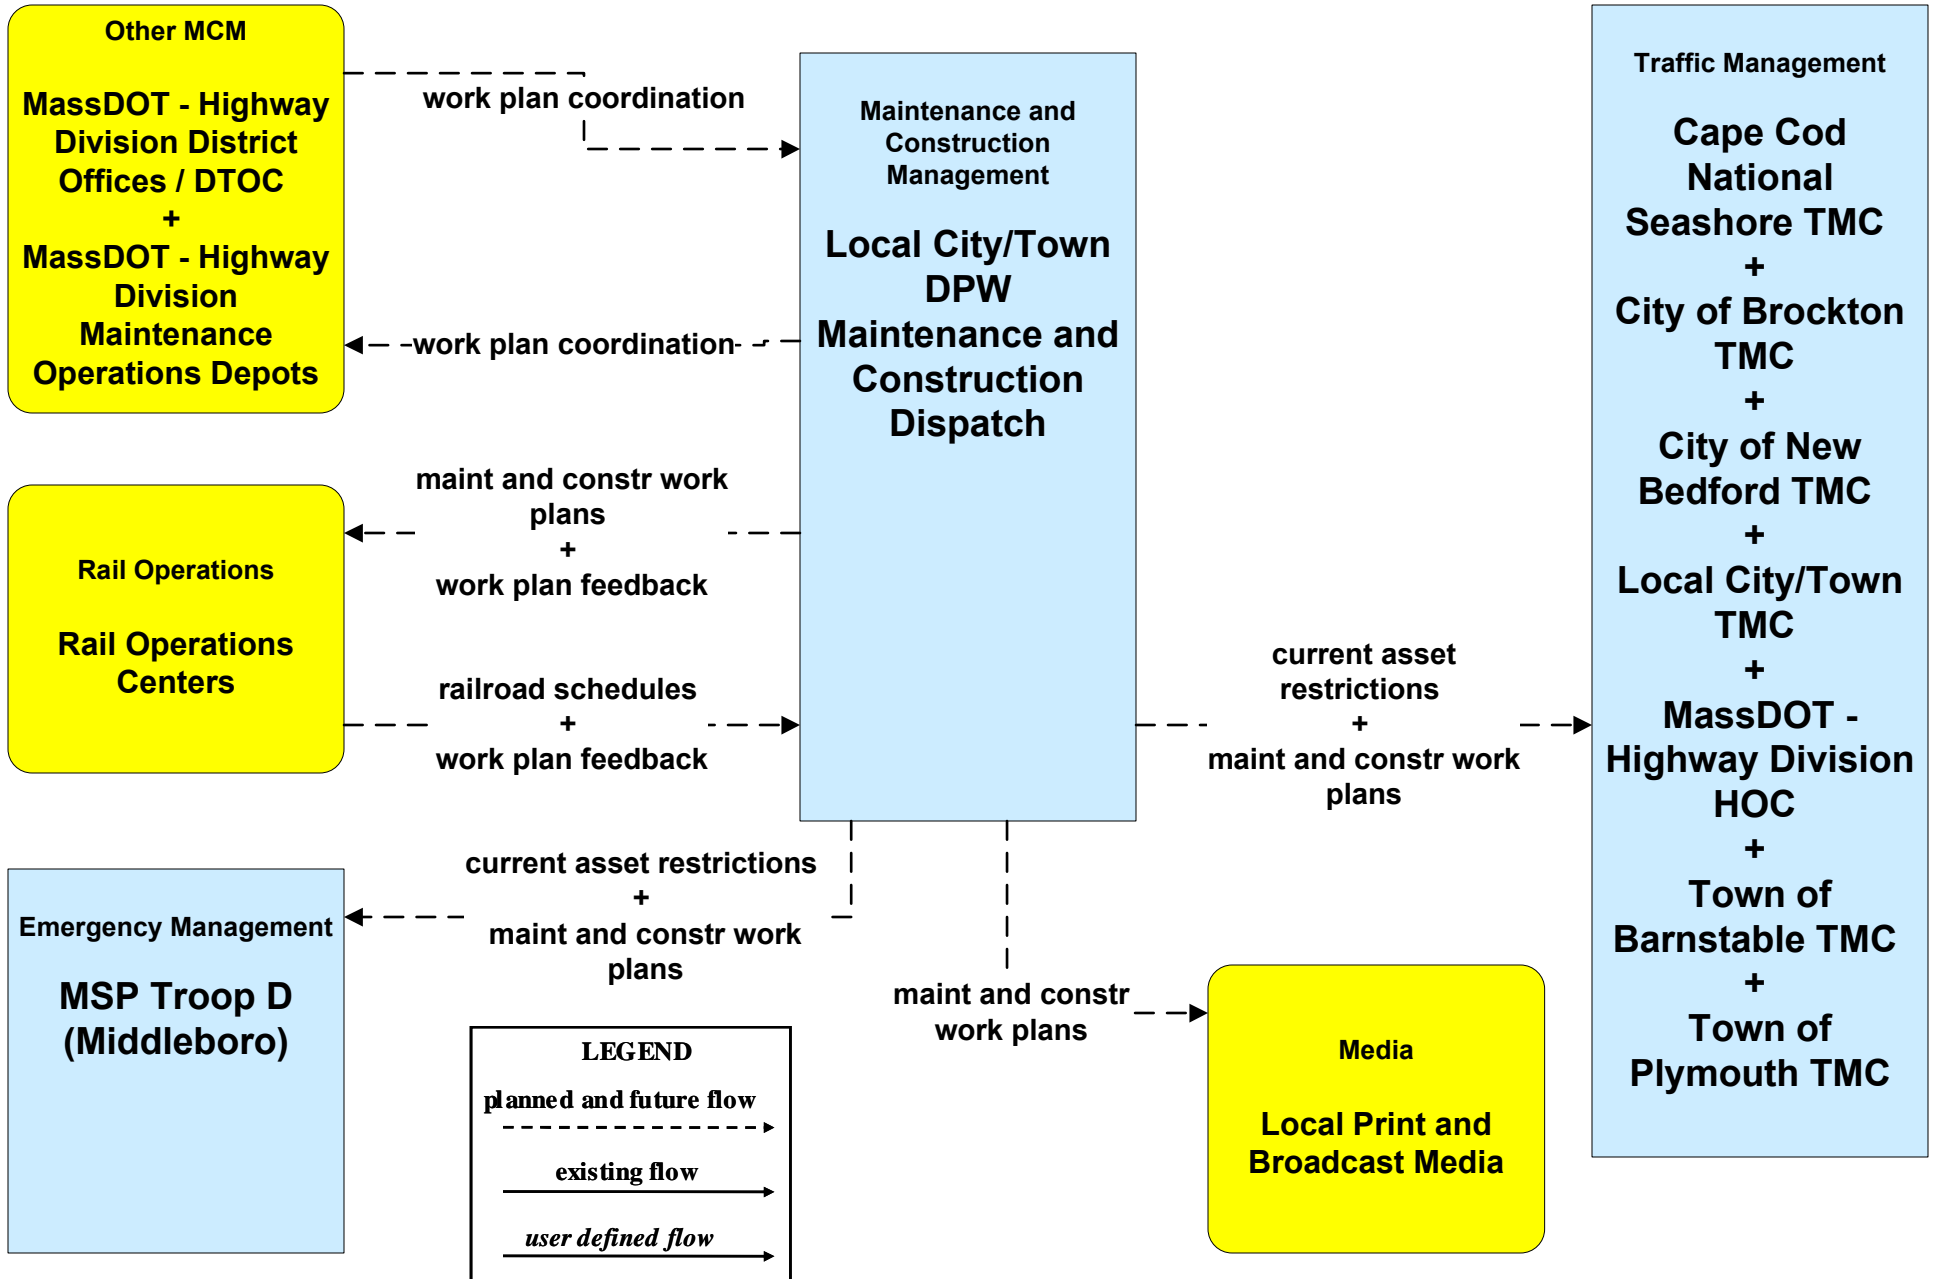 Other MCM
MassDOT - Highway
Division District
Offices / DTOC
+
MassDOT - Highway
Division
Maintenance
Operations Depots
work plan coordination
work plan coordination
Maintenance and
Construction
Management
Local City/Town
DPW
Maintenance and
Construction
Dispatch
Rail Operations
Rail Operations
Centers
maint and constr work
plans
+
work plan feedback
railroad schedules
+
work plan feedback
current asset
restrictions
+
maint and constr work
plans
Traffic Management
Cape Cod
National
Seashore TMC
+
City of Brockton
TMC
+
City of New
Bedford TMC
+
Local City/Town
TMC
+
MassDOT -
Highway Division
HOC
+
Town of
Barnstable TMC
+
Town of
Plymouth TMC
Emergency Management
MSP Troop D
(Middleboro)
current asset restrictions
+
maint and constr work
plans
maint and constr
work plans
Media
Local Print and
Broadcast Media
LEGEND
planned and future flow
existing flow
user defined flow